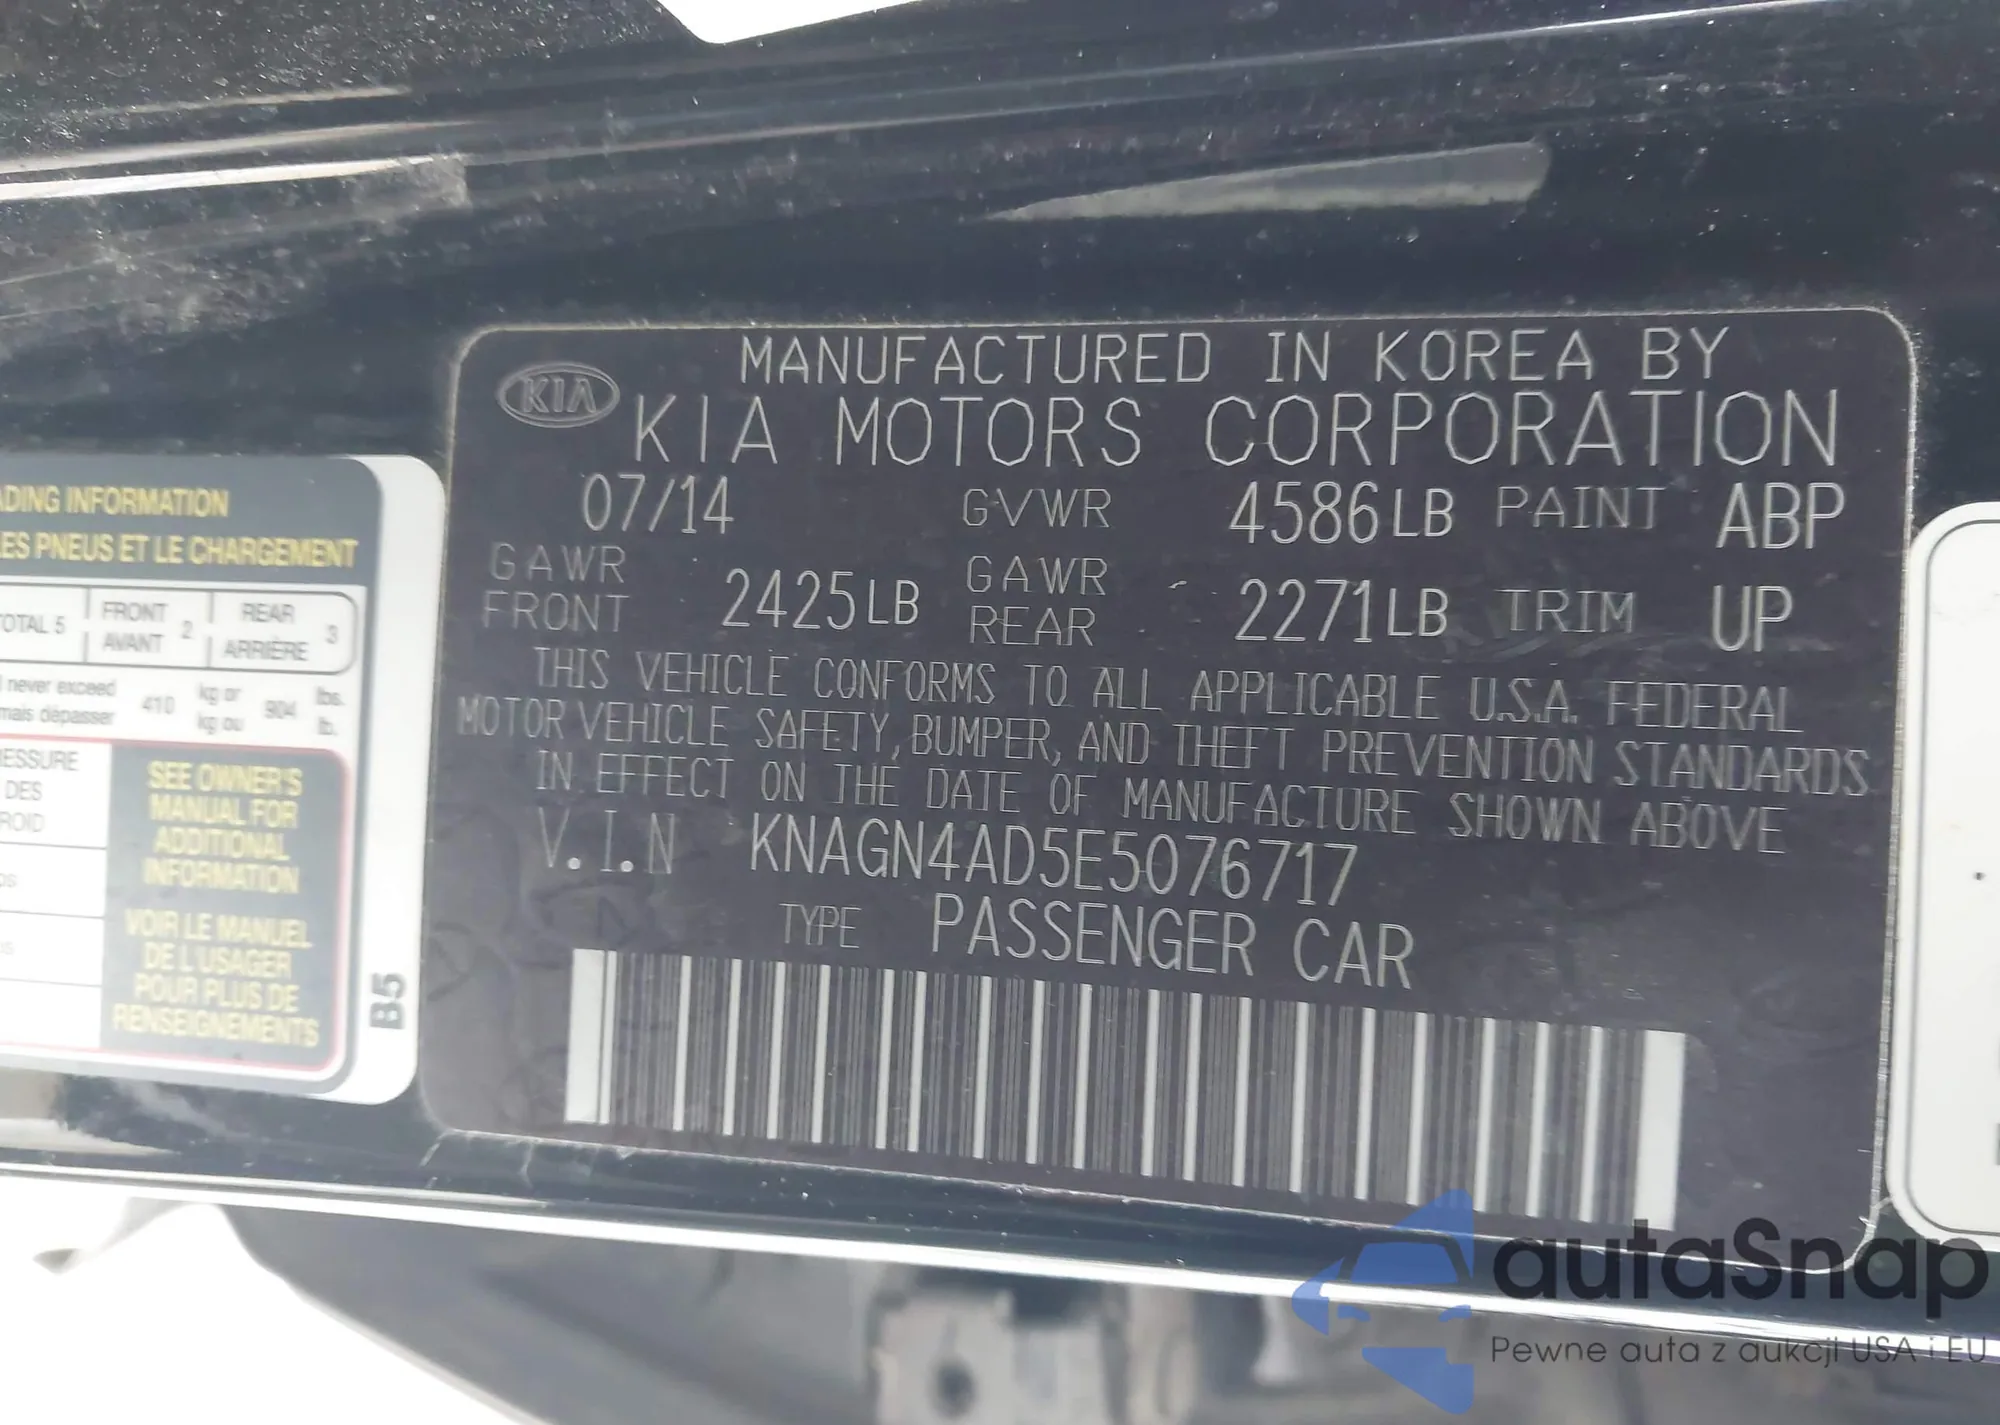 MANUFACTURED IN KOREA BY
KIA KIA MOTORS CORPORATION
07/14 GVWR 4586LB PAINT ABP
GAWR FRONT 2425LB GAWR REAR 2271LB TRIM UP
THIS VEHICLE CONFORMS TO ALL APPLICABLE U.S.A. FEDERAL
MOTOR VEHICLE SAFETY, BUMPER, AND THEFT PREVENTION STANDARDS
IN EFFECT ON THE DATE OF MANUFACTURE SHOWN ABOVE
V.I.N KNAGN4AD5E5076717
TYPE PASSENGER CAR
ADING INFORMATION
LES PNEUS ET LE CHARGEMENT
TOTAL 5 FRONT AVANT 2 REAR ARRIÈRE 3
never exceed 410 kg or 904 lbs.
mais dépasser kg ou lb.
ESSURE
DES
ROID
SEE OWNER'S
MANUAL FOR
ADDITIONAL
INFORMATION
VOIR LE MANUEL
DE L'USAGER
POUR PLUS DE
RENSEIGNEMENTS
B5
autaSnap
Pewne auta z aukcji USA i EU